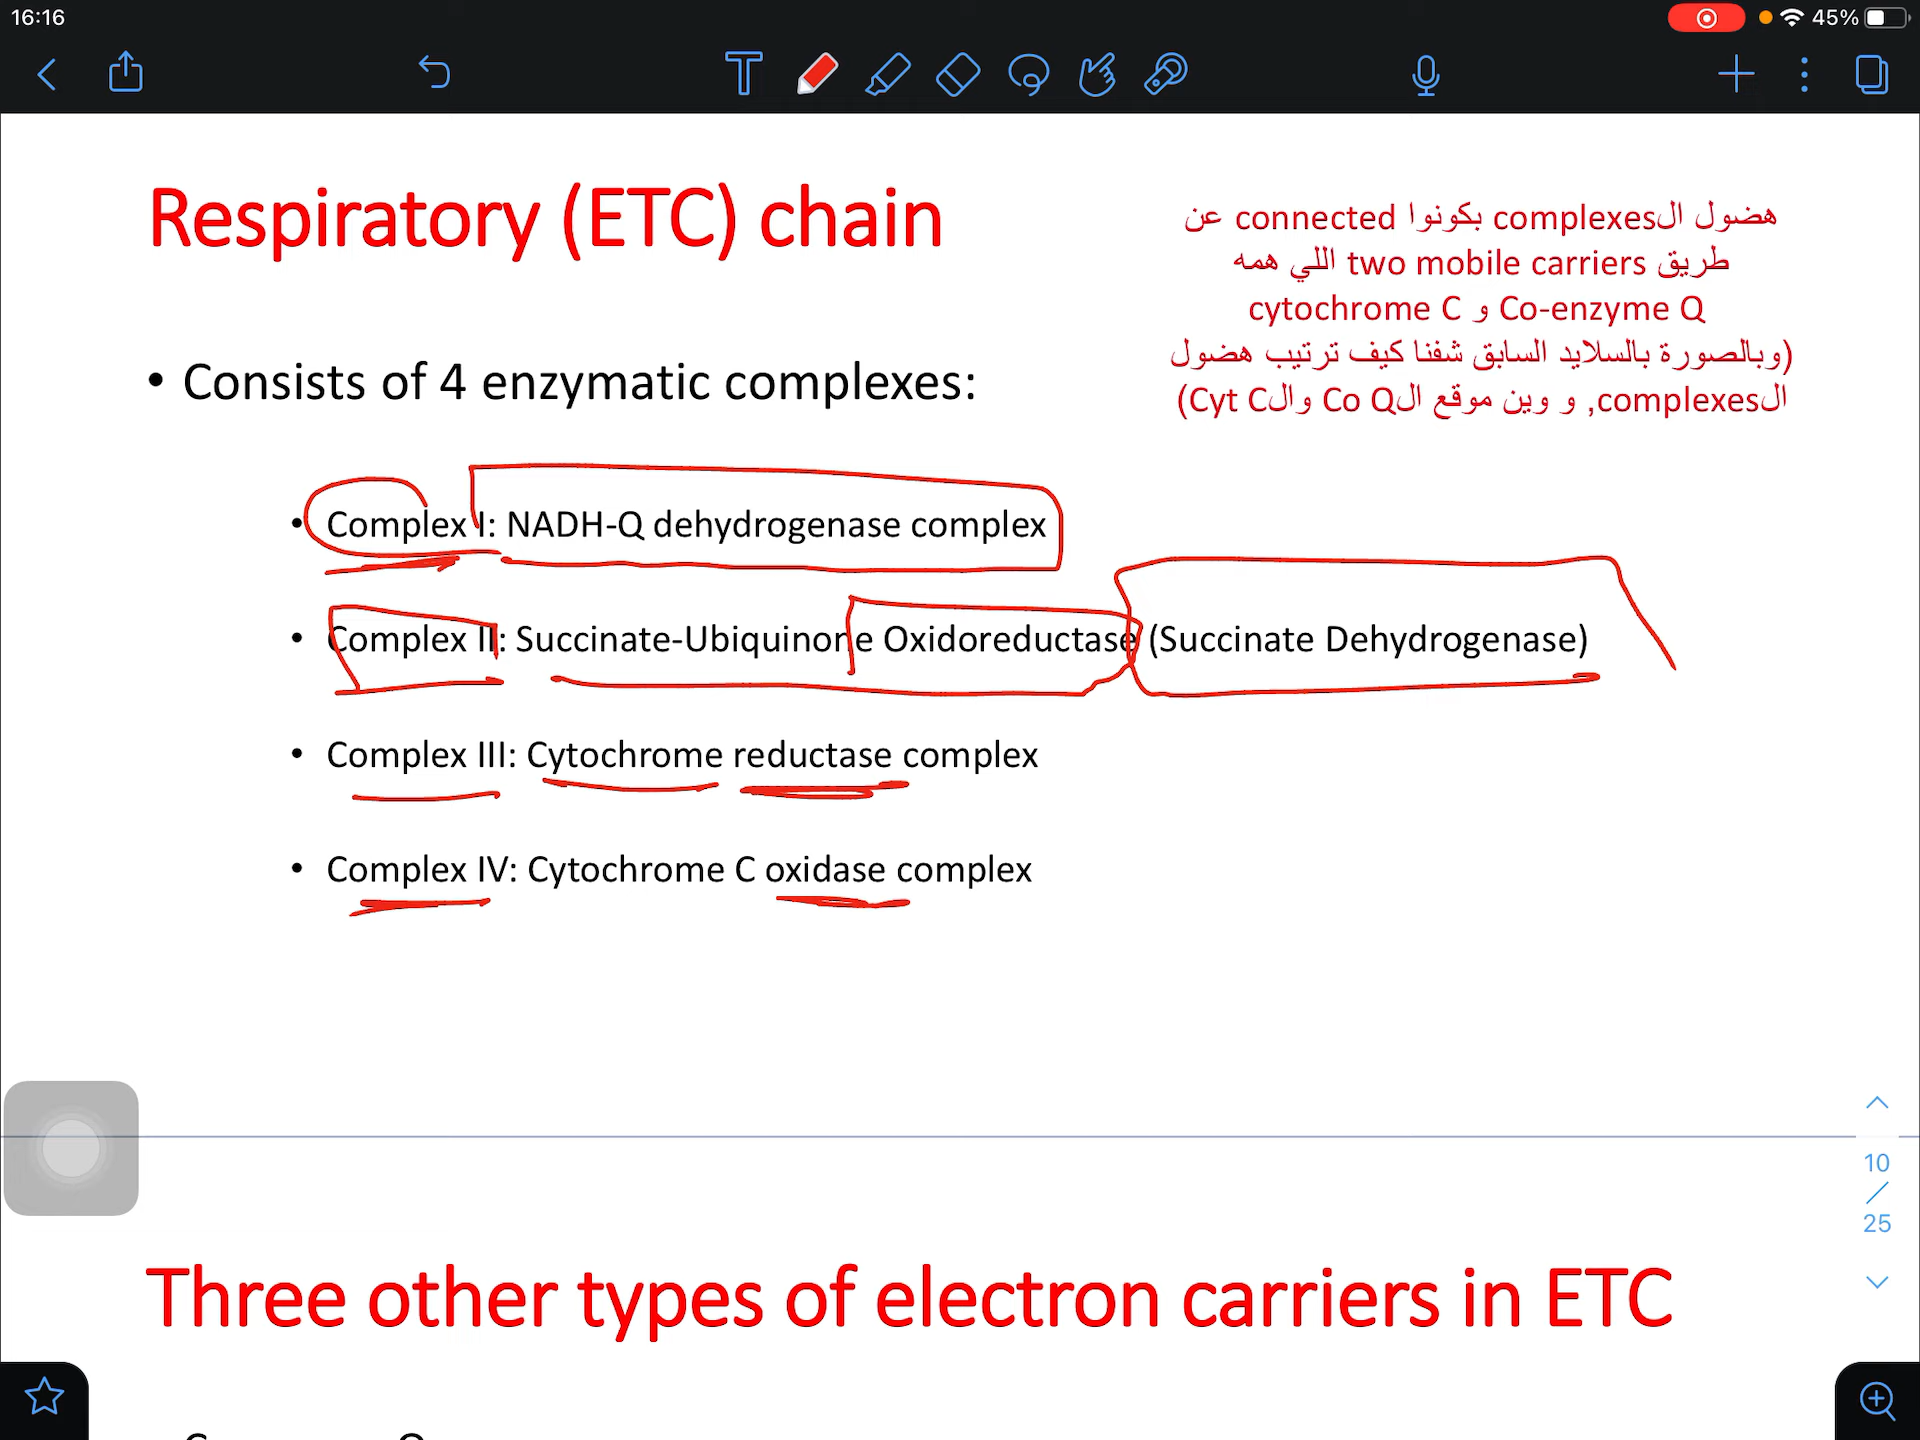 16:16
45%
Respiratory (ETC) chain
هضول الcomplexes بكونوا connected عن
طريق two mobile carriers اللي همه
Co-enzyme Q و cytochrome C
(وبالصورة بالسلايد السابق شفنا كيف ترتيب هضول
الcomplexes, و وين موقع الCo Q والCyt C)
• Consists of 4 enzymatic complexes:
• Complex I: NADH-Q dehydrogenase complex
• Complex II: Succinate-Ubiquinone Oxidoreductase (Succinate Dehydrogenase)
• Complex III: Cytochrome reductase complex
• Complex IV: Cytochrome C oxidase complex
10
/
25
Three other types of electron carriers in ETC